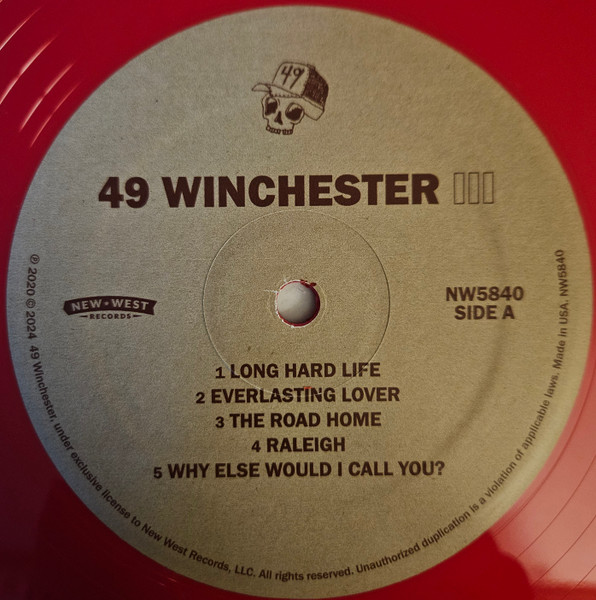 49
49 WINCHESTER III
NEW WEST
RECORDS
NW5840
SIDE A
1 LONG HARD LIFE
2 EVERLASTING LOVER
3 THE ROAD HOME
4 RALEIGH
5 WHY ELSE WOULD I CALL YOU?
℗ 2020 © 2024 49 Winchester, under exclusive license to New West Records, LLC. All rights reserved. Unauthorized duplication is a violation of applicable laws. Made in USA. NW5840